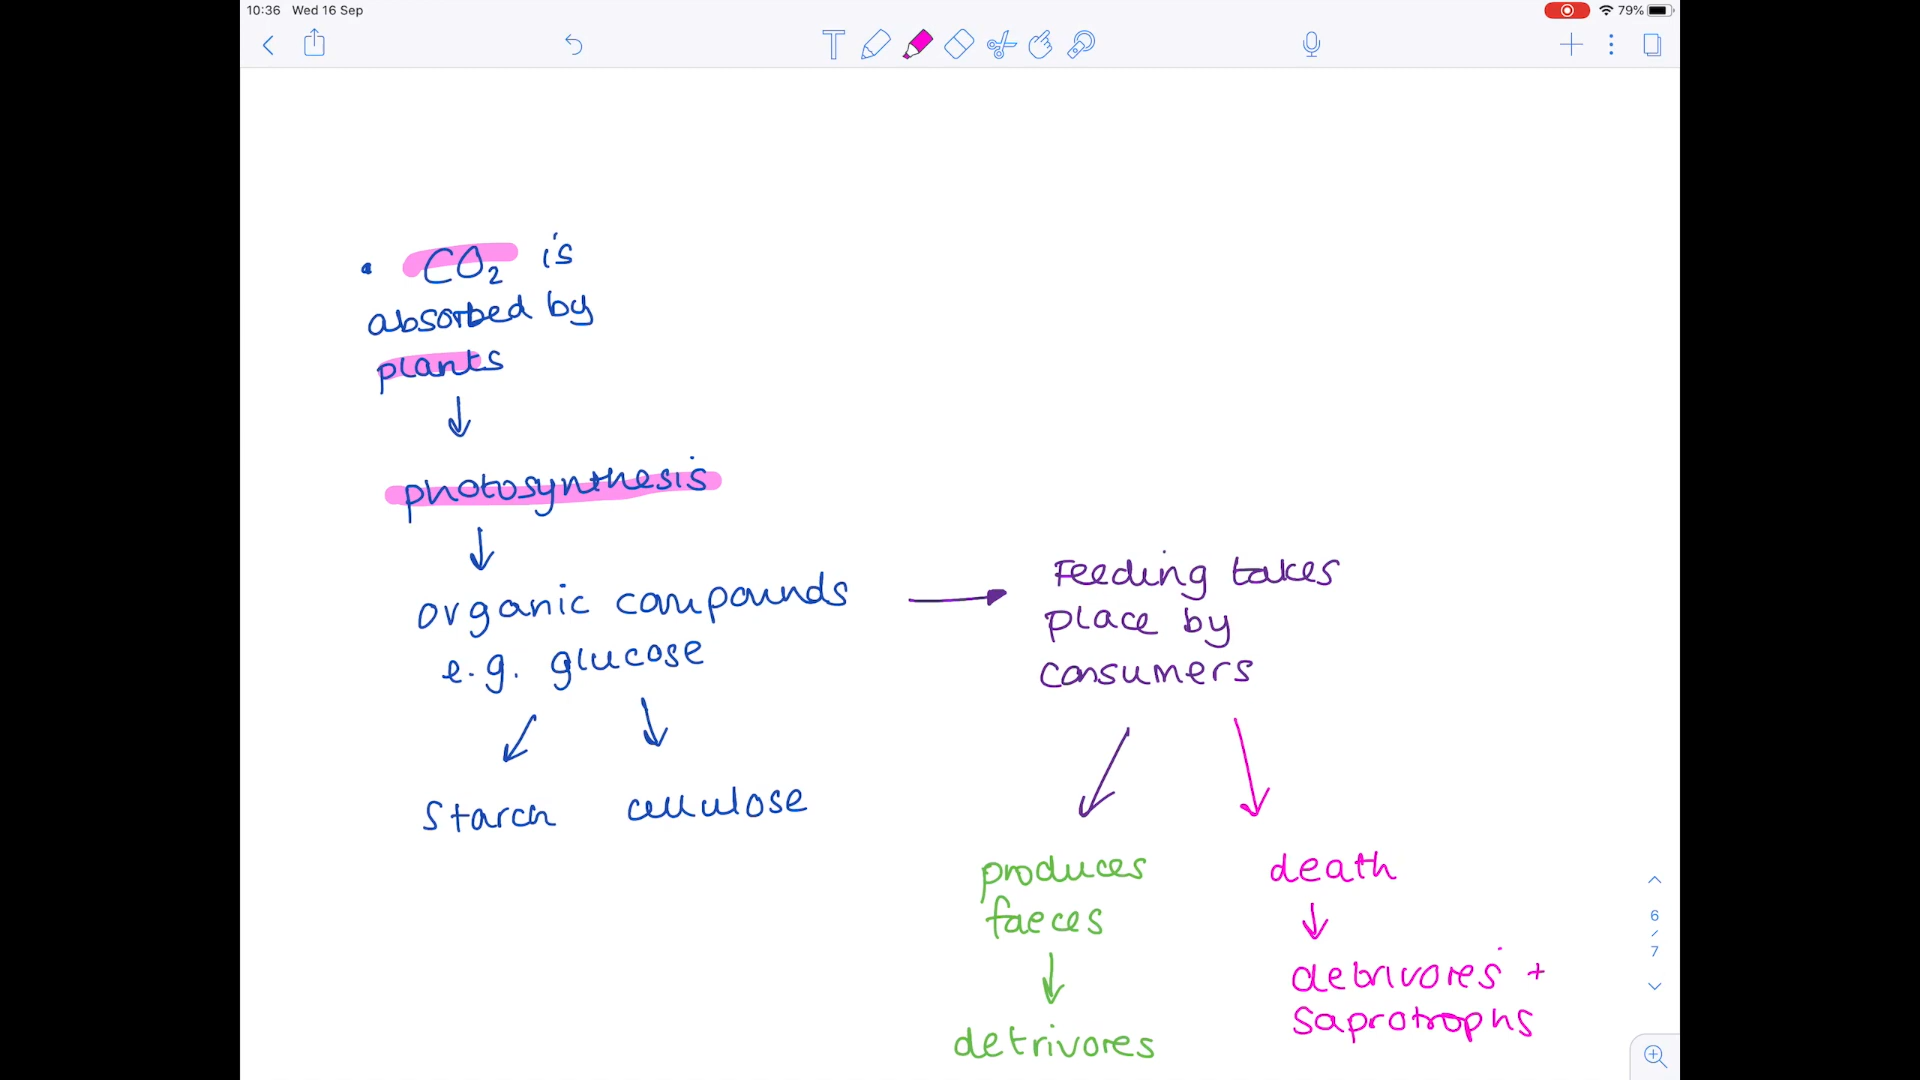 10:36 Wed 16 Sep
79%
T
• CO₂ is
absorbed by
plants
↓
photosynthesis
↓
organic compounds →
e.g. glucose
↙ ↓
starch cellulose
Feeding takes
place by
consumers
↙ ↓
produces
faeces
↓
detrivores
death
↓
debrivores +
saprotrophs
6
/
7